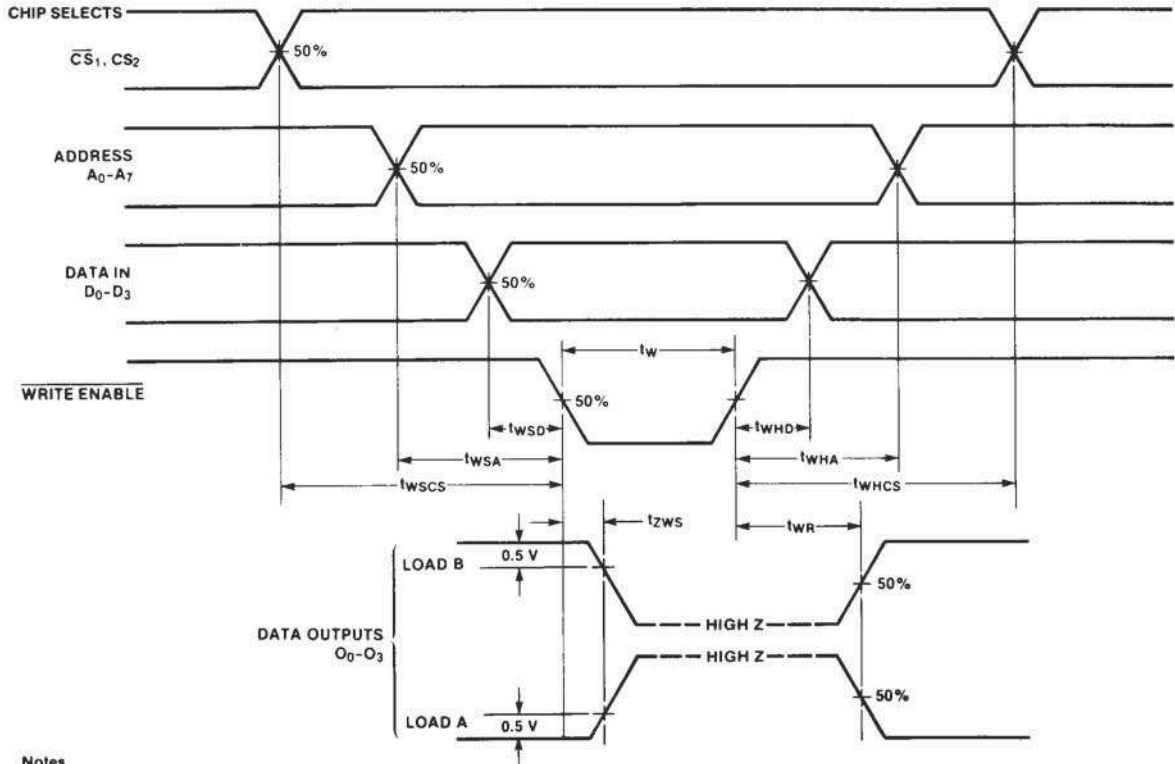 CHIP SELECTS
C̅S̅₁, CS₂
50%
ADDRESS
A₀-A₇
50%
DATA IN
D₀-D₃
50%
tW
WRITE ENABLE
50%
tWSD
tWHD
tWSA
tWHA
tWSCS
tWHCS
tZWS
tWR
LOAD B
0.5 V
50%
HIGH Z
DATA OUTPUTS
O₀-O₃
HIGH Z
50%
LOAD A
0.5 V
Notes